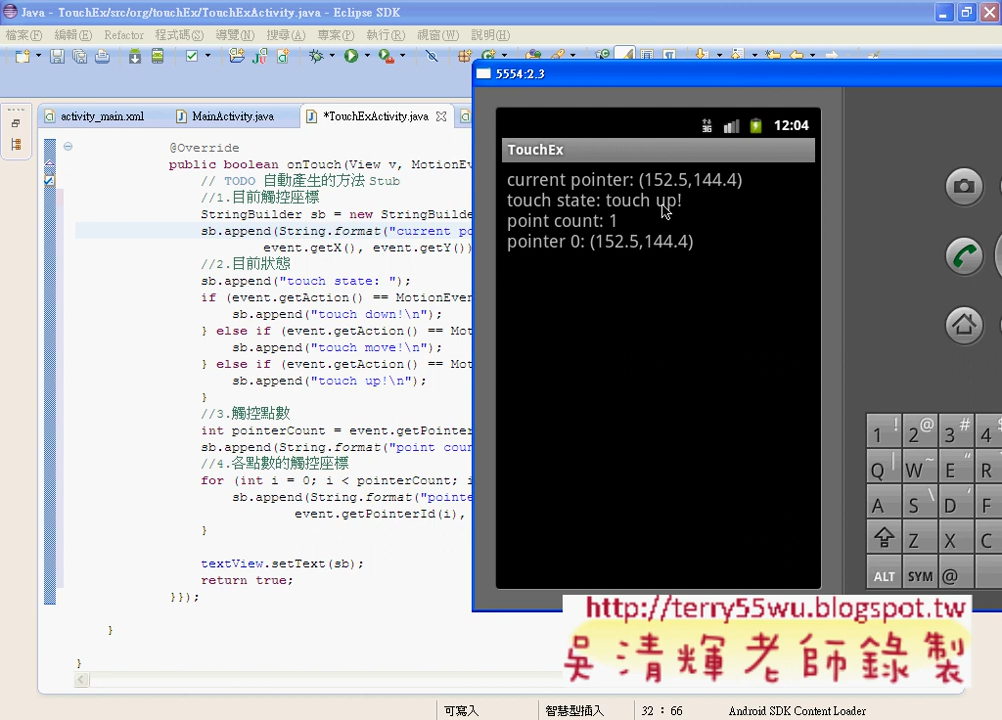 Java - TouchEx/src/org/touchEx/TouchExActivity.java - Eclipse SDK
檔案(F) 編輯(E) Refactor 程式碼(S) 導覽(N) 搜尋(A) 專案(P) 執行(R) 視窗(W) 說明(H)
5554:2.3
activity_main.xml MainActivity.java *TouchExActivity.java
12:04
TouchEx
current pointer: (152.5,144.4)
touch state: touch up!
point count: 1
pointer 0: (152.5,144.4)
@Override
public boolean onTouch(View v, MotionEve
// TODO 自動產生的方法 Stub
//1.目前觸控座標
StringBuilder sb = new StringBuilde
sb.append(String.format("current po
event.getX(), event.getY())
//2.目前狀態
sb.append("touch state: ");
if (event.getAction() == MotionEven
sb.append("touch down!\n");
} else if (event.getAction() == Mot
sb.append("touch move!\n");
} else if (event.getAction() == Mot
sb.append("touch up!\n");
}
//3.觸控點數
int pointerCount = event.getPointer
sb.append(String.format("point coun
//4.各點數的觸控座標
for (int i = 0; i < pointerCount; i
sb.append(String.format("pointe
event.getPointerId(i),
}
textView.setText(sb);
return true;
}});
}
}
1 ! 2 @ 3 # 4 $
Q | W ~ E " R
A S \ D ' F
Z X C
ALT SYM @
http://terry55wu.blogspot.tw
吳清輝老師錄製
可寫入 智慧型插入 32 : 66 Android SDK Content Loader